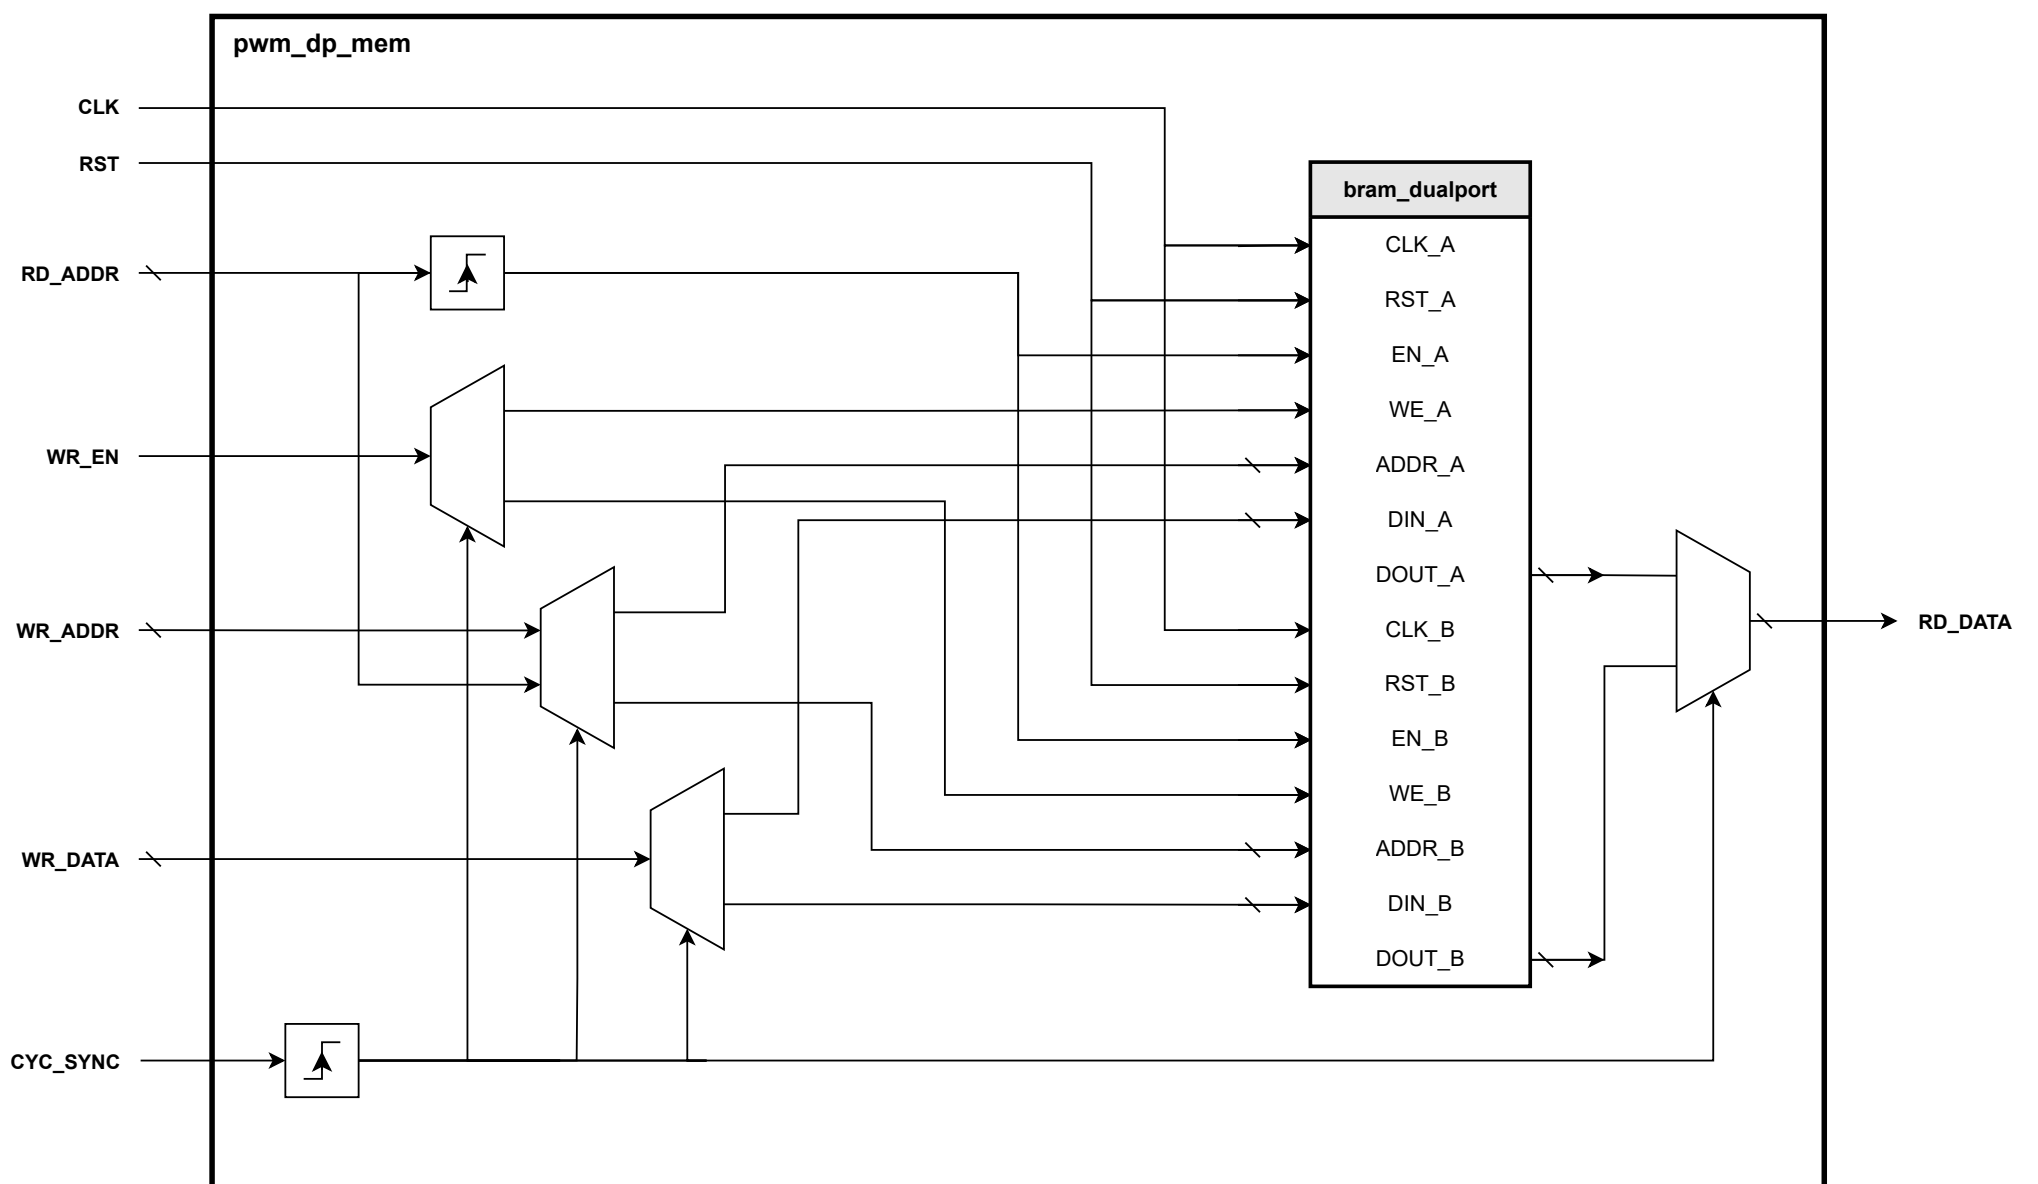 pwm_dp_mem
CLK
RST
RD_ADDR
WR_EN
WR_ADDR
WR_DATA
CYC_SYNC
bram_dualport
CLK_A
RST_A
EN_A
WE_A
ADDR_A
DIN_A
DOUT_A
CLK_B
RST_B
EN_B
WE_B
ADDR_B
DIN_B
DOUT_B
RD_DATA